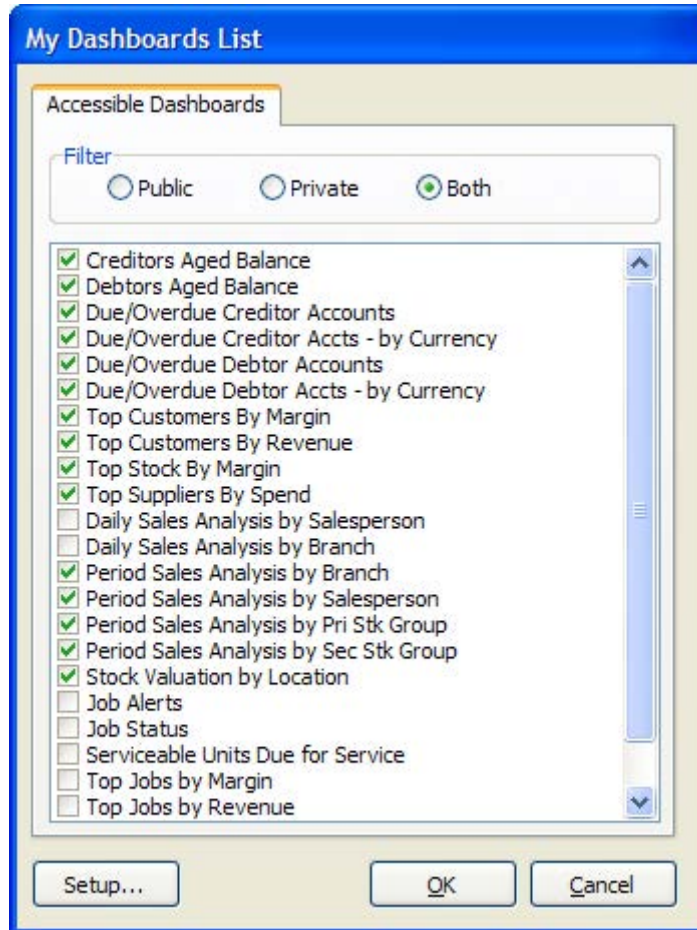 My Dashboards List
Accessible Dashboards
Filter
Public Private Both
Creditors Aged Balance
Debtors Aged Balance
Due/Overdue Creditor Accounts
Due/Overdue Creditor Accts - by Currency
Due/Overdue Debtor Accounts
Due/Overdue Debtor Accts - by Currency
Top Customers By Margin
Top Customers By Revenue
Top Stock By Margin
Top Suppliers By Spend
Daily Sales Analysis by Salesperson
Daily Sales Analysis by Branch
Period Sales Analysis by Branch
Period Sales Analysis by Salesperson
Period Sales Analysis by Pri Stk Group
Period Sales Analysis by Sec Stk Group
Stock Valuation by Location
Job Alerts
Job Status
Serviceable Units Due for Service
Top Jobs by Margin
Top Jobs by Revenue
Setup... OK Cancel